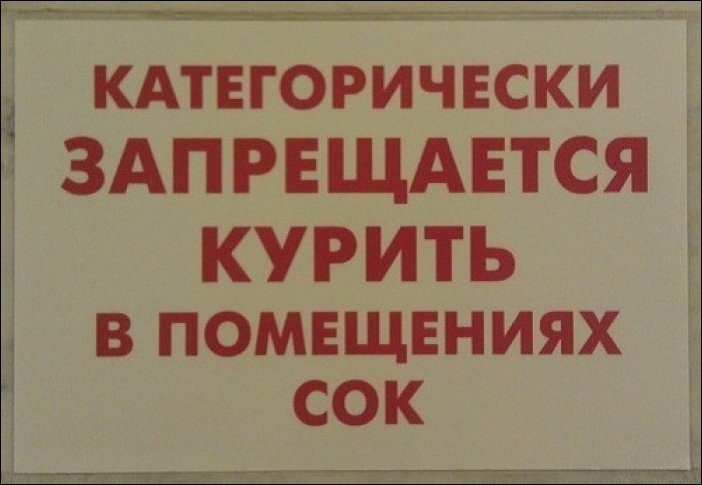 КАТЕГОРИЧЕСКИ
ЗАПРЕЩАЕТСЯ
КУРИТЬ
В ПОМЕЩЕНИЯХ
СОК